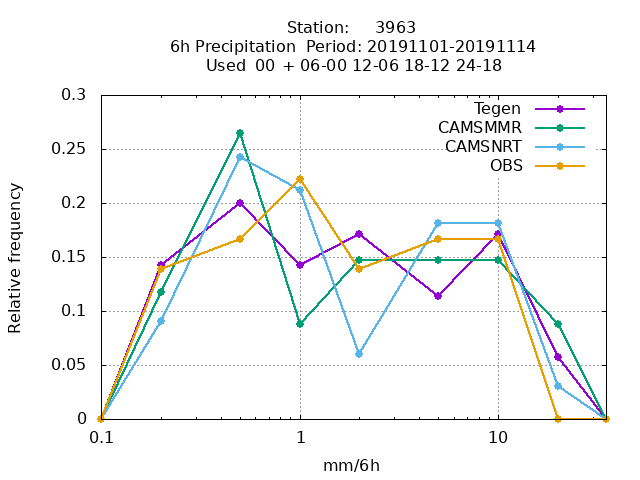 Station: 3963
6h Precipitation Period: 20191101-20191114
Used 00 + 06-00 12-06 18-12 24-18
Tegen
CAMSMMR
CAMSNRT
OBS
0.3
0.25
0.2
0.15
0.1
0.05
0
Relative frequency
0.1 1 10
mm/6h